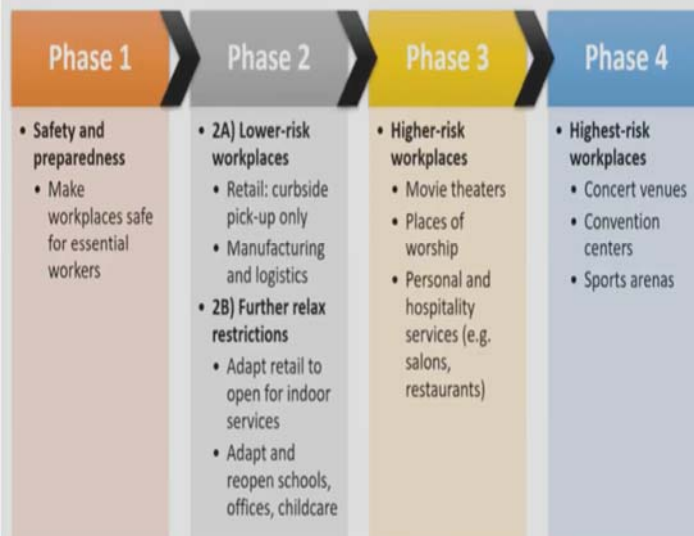 Phase 1
• Safety and
preparedness
• Make
workplaces safe
for essential
workers
Phase 2
• 2A) Lower-risk
workplaces
• Retail: curbside
pick-up only
• Manufacturing
and logistics
• 2B) Further relax
restrictions
• Adapt retail to
open for indoor
services
• Adapt and
reopen schools,
offices, childcare
Phase 3
• Higher-risk
workplaces
• Movie theaters
• Places of
worship
• Personal and
hospitality
services (e.g.
salons,
restaurants)
Phase 4
• Highest-risk
workplaces
• Concert venues
• Convention
centers
• Sports arenas